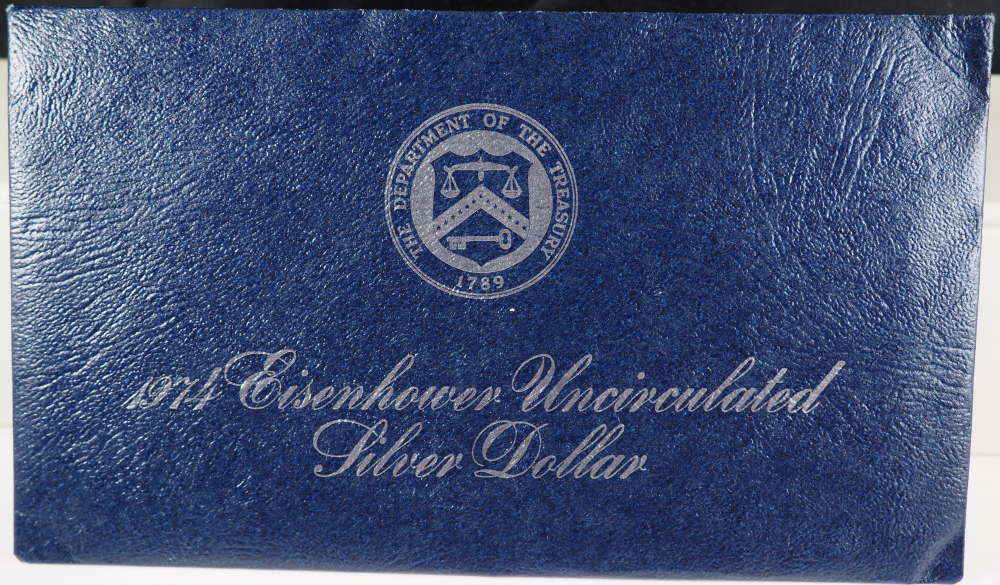 THE DEPARTMENT OF THE TREASURY
1789
1974 Eisenhower Uncirculated
Silver Dollar